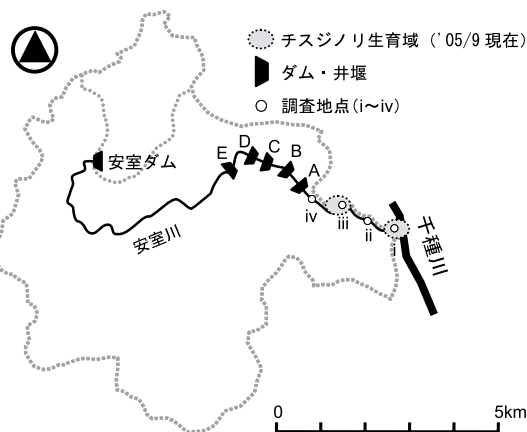 チスジノリ生育域（'05/9 現在）
ダム・井堰
調査地点(i~iv)
安室ダム
E
D
C
B
A
iv
iii
ii
i
安室川
千種川
0
5km